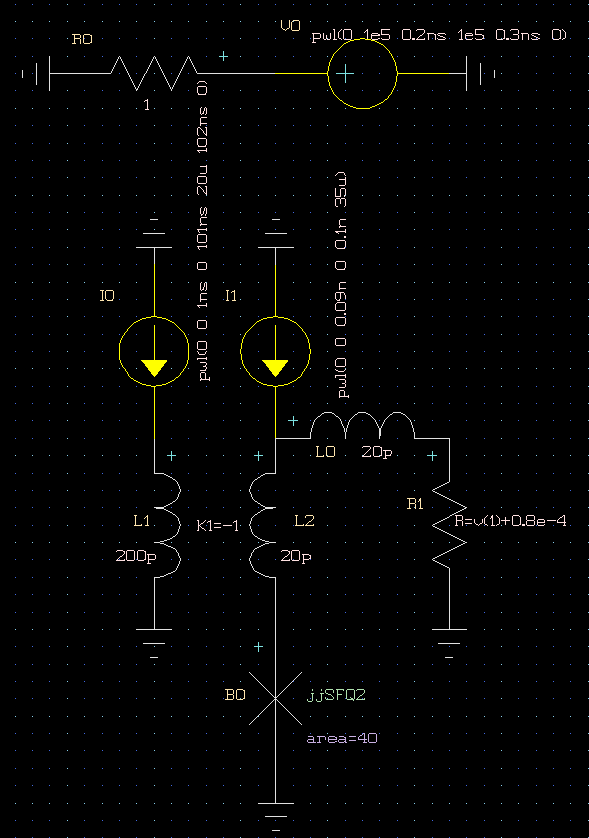 R0
V0
pwl(0 1e5 0.2ns 1e5 0.3ns 0)
1
pwl(0 0 1ns 0 101ns 20u 102ns 0)
pwl(0 0 0.09n 0 0.1n 35u)
I0
I1
L0
20p
R1
R=v(1)+0.8e-4
L1
200p
K1=-1
L2
20p
B0
jjSFQ2
area=40